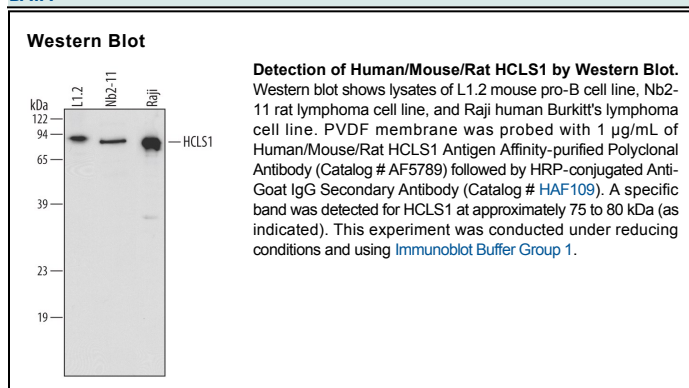 Western Blot
L1.2
Nb2-11
Raji
kDa
122
94
65
39
23
19
HCLS1
Detection of Human/Mouse/Rat HCLS1 by Western Blot.
Western blot shows lysates of L1.2 mouse pro-B cell line, Nb2-
11 rat lymphoma cell line, and Raji human Burkitt's lymphoma
cell line. PVDF membrane was probed with 1 µg/mL of
Human/Mouse/Rat HCLS1 Antigen Affinity-purified Polyclonal
Antibody (Catalog # AF5789) followed by HRP-conjugated Anti-
Goat IgG Secondary Antibody (Catalog # HAF109). A specific
band was detected for HCLS1 at approximately 75 to 80 kDa (as
indicated). This experiment was conducted under reducing
conditions and using Immunoblot Buffer Group 1.